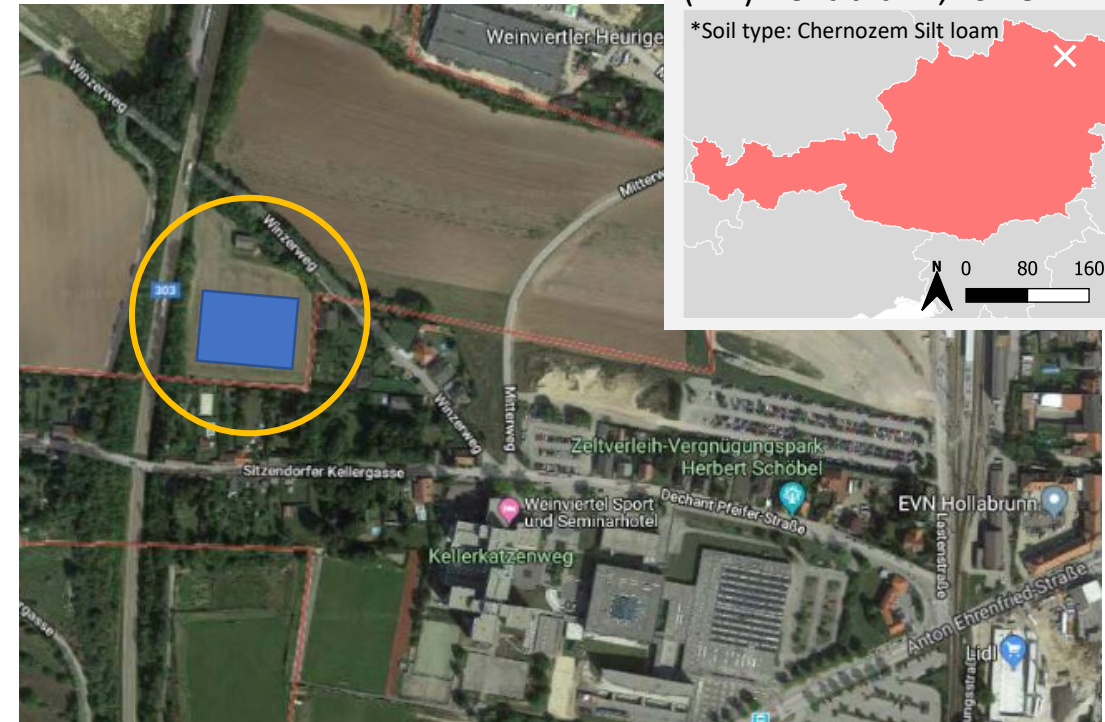 *Soil type: Chernozem Silt loam
N 0 80 160
Weinviertler Heurige
Winzerweg
Mitterw
Winzerweg
303
Winzerweg
Mitterweg
Sitzendorfer Kellergasse
Zeltverleih-Vergnügungspark
Herbert Schöbel
Weinviertel Sport
und Seminarhotel
Dechant Pfeifer-Straße
EVN Hollabrunn
Lastenstraße
Kellerkatzenweg
Anton Ehrenfried-Straße
Lidl